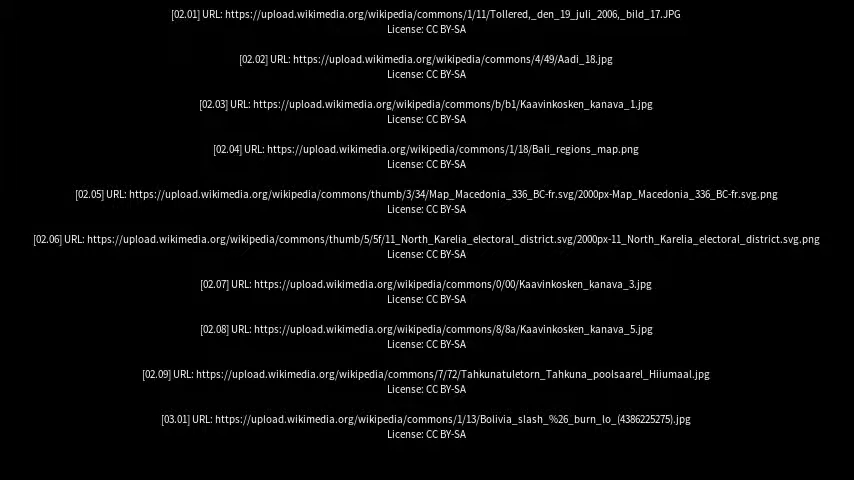 [02.01] URL: https://upload.wikimedia.org/wikipedia/commons/1/11/Tollered,_den_19_juli_2006,_bild_17.JPG
License: CC BY-SA
[02.02] URL: https://upload.wikimedia.org/wikipedia/commons/4/49/Aadi_18.jpg
License: CC BY-SA
[02.03] URL: https://upload.wikimedia.org/wikipedia/commons/b/b1/Kaavinkosken_kanava_1.jpg
License: CC BY-SA
[02.04] URL: https://upload.wikimedia.org/wikipedia/commons/1/18/Bali_regions_map.png
License: CC BY-SA
[02.05] URL: https://upload.wikimedia.org/wikipedia/commons/thumb/3/34/Map_Macedonia_336_BC-fr.svg/2000px-Map_Macedonia_336_BC-fr.svg.png
License: CC BY-SA
[02.06] URL: https://upload.wikimedia.org/wikipedia/commons/thumb/5/5f/11_North_Karelia_electoral_district.svg/2000px-11_North_Karelia_electoral_district.svg.png
License: CC BY-SA
[02.07] URL: https://upload.wikimedia.org/wikipedia/commons/0/00/Kaavinkosken_kanava_3.jpg
License: CC BY-SA
[02.08] URL: https://upload.wikimedia.org/wikipedia/commons/8/8a/Kaavinkosken_kanava_5.jpg
License: CC BY-SA
[02.09] URL: https://upload.wikimedia.org/wikipedia/commons/7/72/Tahkunatuletorn_Tahkuna_poolsaarel_Hiiumaal.jpg
License: CC BY-SA
[03.01] URL: https://upload.wikimedia.org/wikipedia/commons/1/13/Bolivia_slash_%26_burn_lo_(4386225275).jpg
License: CC BY-SA